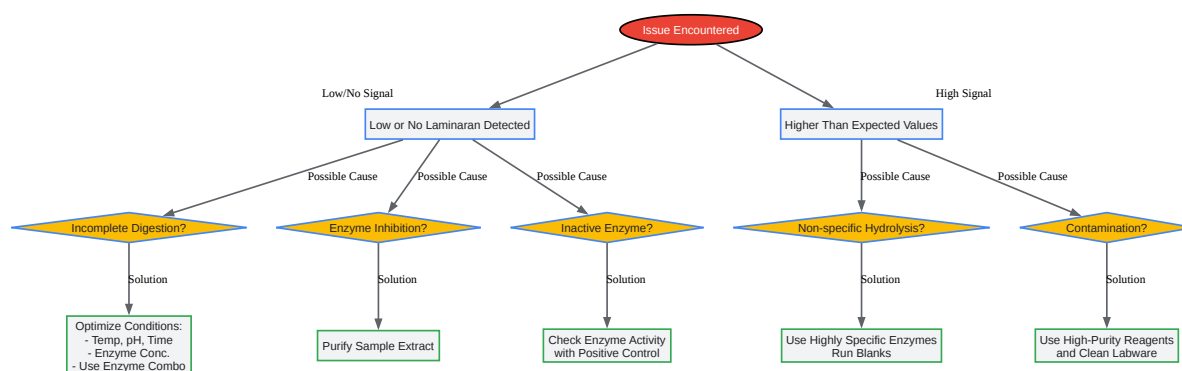 Issue Encountered
Low/No Signal
High Signal
Low or No Laminaran Detected
Higher Than Expected Values
Possible Cause
Possible Cause
Possible Cause
Possible Cause
Possible Cause
Incomplete Digestion?
Enzyme Inhibition?
Inactive Enzyme?
Non-specific Hydrolysis?
Contamination?
Solution
Solution
Solution
Solution
Solution
Optimize Conditions:
- Temp, pH, Time
- Enzyme Conc.
- Use Enzyme Combo
Purify Sample Extract
Check Enzyme Activity
with Positive Control
Use Highly Specific Enzymes
Run Blanks
Use High-Purity Reagents
and Clean Labware